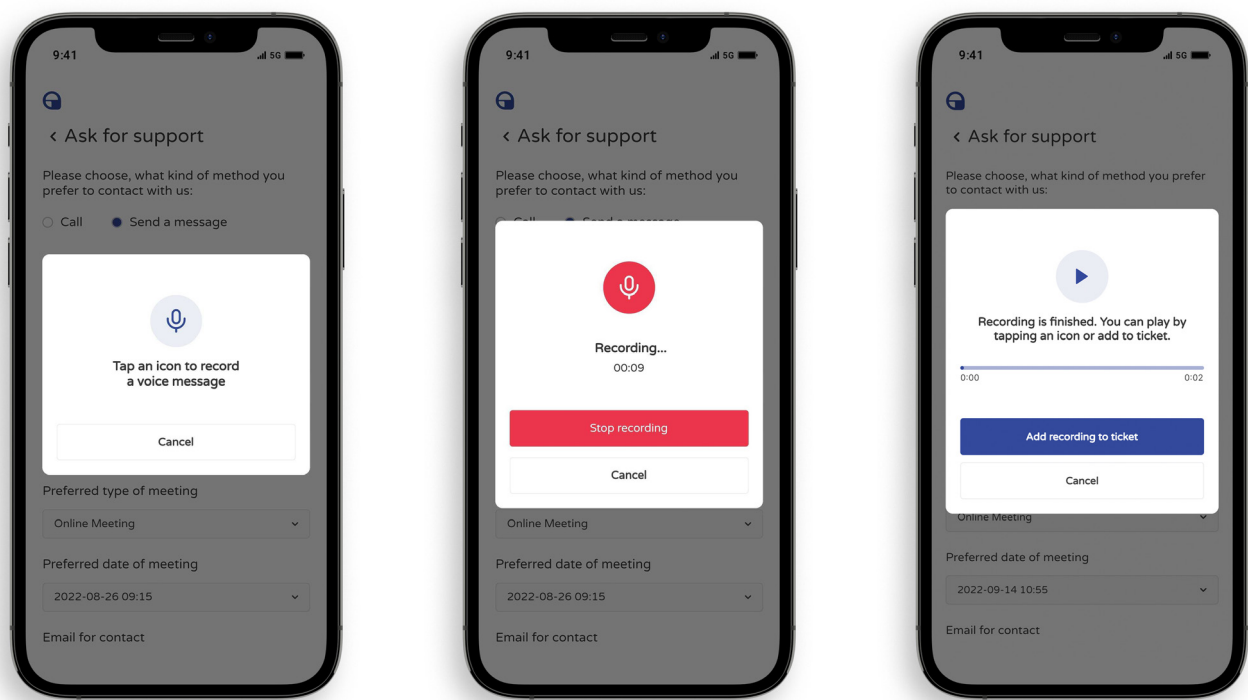 9:41
5G
Ask for support
Please choose, what kind of method you
prefer to contact with us:
Call
Send a message
Tap an icon to record
a voice message
Cancel
Preferred type of meeting
Online Meeting
Preferred date of meeting
2022-08-26 09:15
Email for contact
9:41
5G
Ask for support
Please choose, what kind of method you
prefer to contact with us:
Call
Send a message
Recording...
00:09
Stop recording
Cancel
Online Meeting
Preferred date of meeting
2022-08-26 09:15
Email for contact
9:41
5G
Ask for support
Please choose, what kind of method you prefer
to contact with us:
Recording is finished. You can play by
tapping an icon or add to ticket.
0:00
0:02
Add recording to ticket
Cancel
Online Meeting
Preferred date of meeting
2022-09-14 10:55
Email for contact